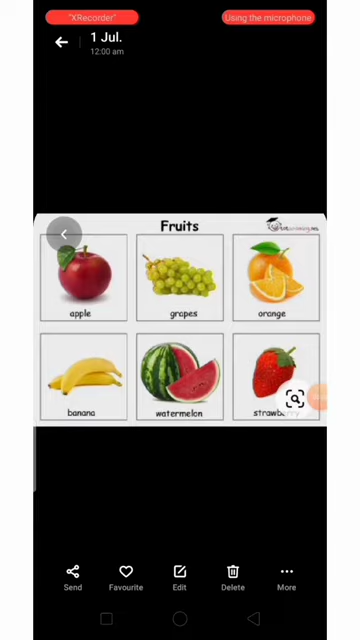 "XRecorder"
Using the microphone
1 Jul.
12:00 am
Fruits
apple
grapes
orange
banana
watermelon
strawberry
Send
Favourite
Edit
Delete
More